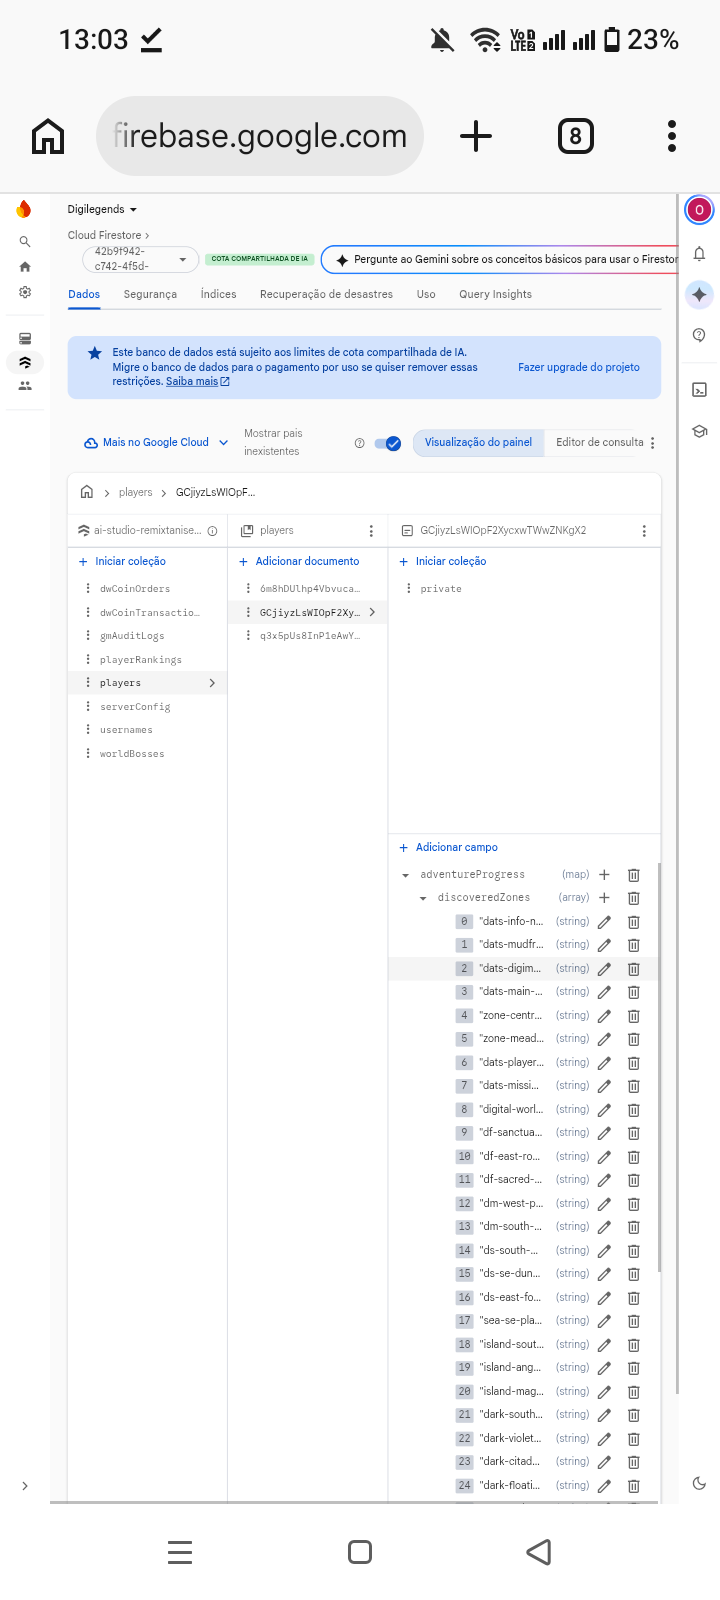 13:03
Vo LTE2
23%
firebase.google.com
8
Digilegends
O
Cloud Firestore
42b9f942-
c742-4f5d-
COTA COMPARTILHADA DE IA
Pergunte ao Gemini sobre os conceitos básicos para usar o Firestor
Dados
Segurança
Índices
Recuperação de desastres
Uso
Query Insights
Este banco de dados está sujeito aos limites de cota compartilhada de IA.
Migre o banco de dados para o pagamento por uso se quiser remover essas
restrições. Saiba mais
Fazer upgrade do projeto
Mais no Google Cloud
Mostrar pais
inexistentes
Visualização do painel
Editor de consulta
players
GCjiyzLsWIOpF...
ai-studio-remixtanise...
players
GCjiyzLsWIOpF2XycxwTWwZNKgX2
Iniciar coleção
Adicionar documento
Iniciar coleção
dwCoinOrders
dwCoinTransactio…
gmAuditLogs
playerRankings
players
serverConfig
usernames
worldBosses
6m8hDUlhp4Vbvuca…
GCjiyzLsWIOpF2Xy…
q3x5pUs8InP1eAwY…
private
Adicionar campo
adventureProgress (map)
discoveredZones (array)
0 "dats-info-n... (string)
1 "dats-mudfr... (string)
2 "dats-digim... (string)
3 "dats-main-... (string)
4 "zone-centr... (string)
5 "zone-mead... (string)
6 "dats-player... (string)
7 "dats-missi... (string)
8 "digital-worl... (string)
9 "df-sanctua... (string)
10 "df-east-ro... (string)
11 "df-sacred-... (string)
12 "dm-west-p... (string)
13 "dm-south-... (string)
14 "ds-south-... (string)
15 "ds-se-dun... (string)
16 "ds-east-fo... (string)
17 "sea-se-pla... (string)
18 "island-sout... (string)
19 "island-ang... (string)
20 "island-mag... (string)
21 "dark-south... (string)
22 "dark-violet... (string)
23 "dark-citad... (string)
24 "dark-floati... (string)